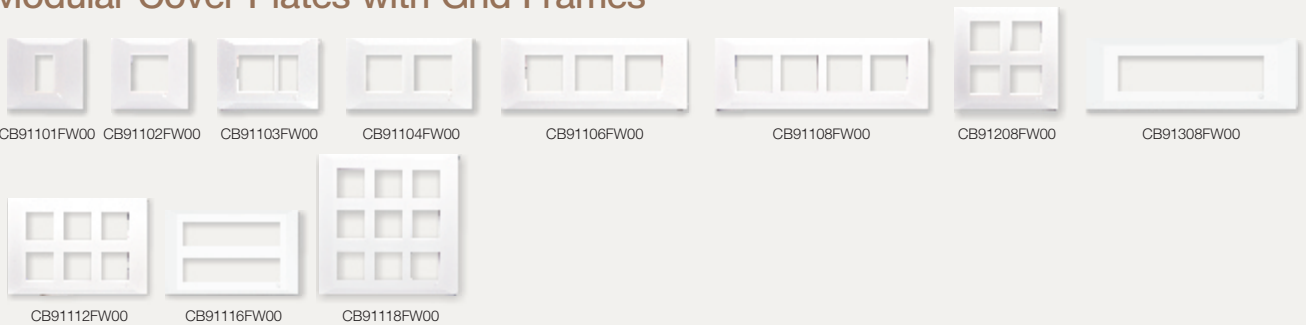 Modular Cover Plates with Grid Frames
CB91101FW00 CB91102FW00 CB91103FW00 CB91104FW00 CB91106FW00 CB91108FW00 CB91208FW00 CB91308FW00
CB91112FW00 CB91116FW00 CB91118FW00